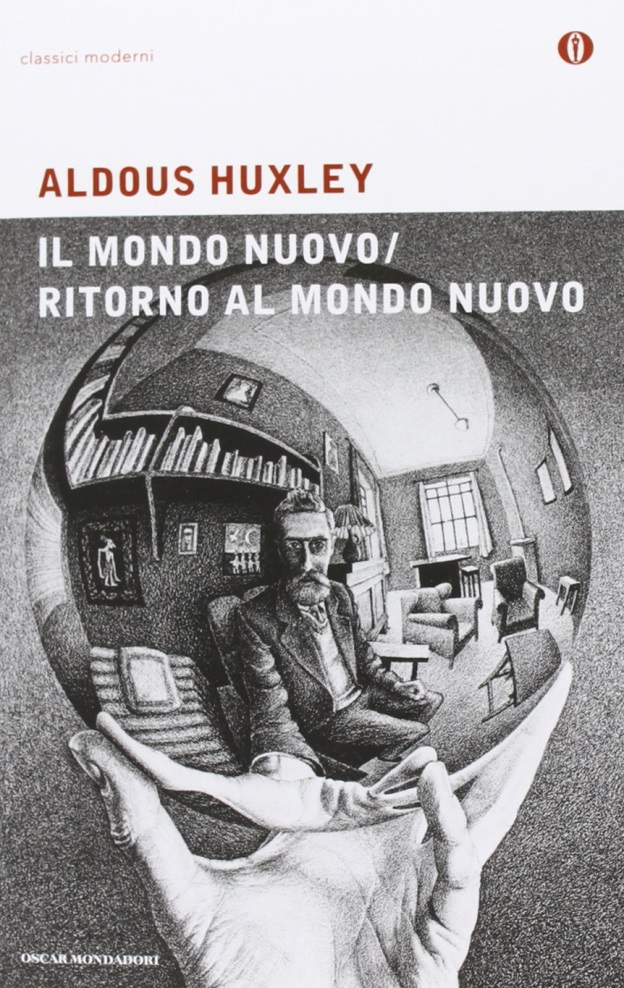 classici moderni
ALDOUS HUXLEY
IL MONDO NUOVO/
RITORNO AL MONDO NUOVO
OSCAR MONDADORI